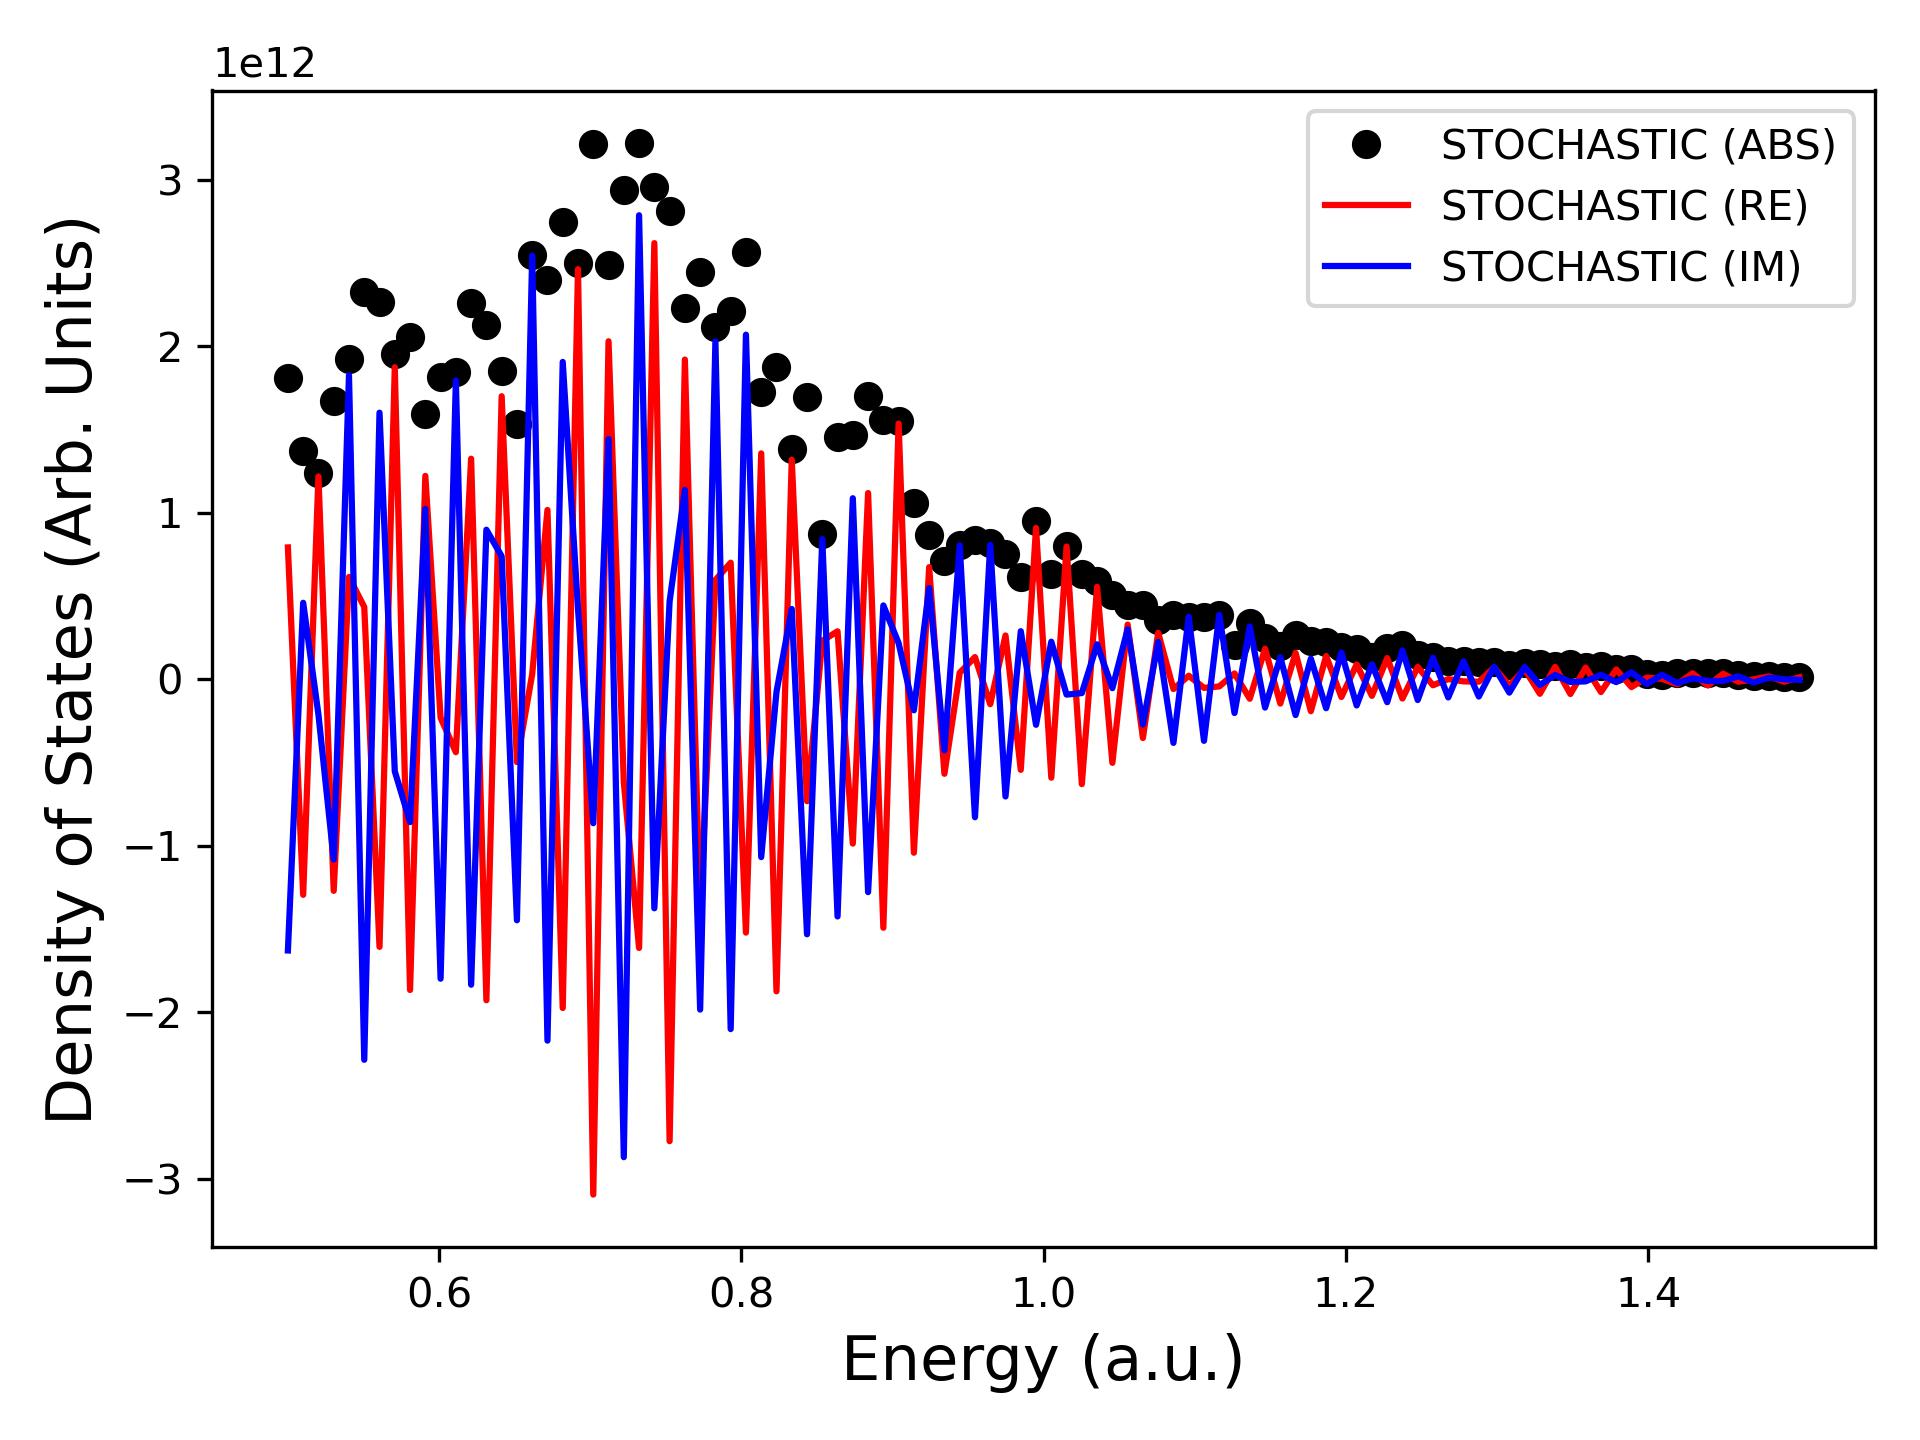 1e12
STOCHASTIC (ABS)
STOCHASTIC (RE)
STOCHASTIC (IM)
Density of States (Arb. Units)
3
2
1
0
−1
−2
−3
0.6 0.8 1.0 1.2 1.4
Energy (a.u.)